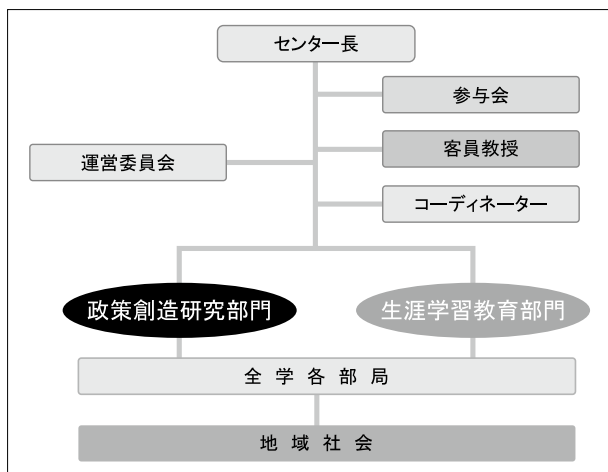 センター長
参与会
客員教授
運営委員会
コーディネーター
政策創造研究部門
生涯学習教育部門
全学各部局
地域社会